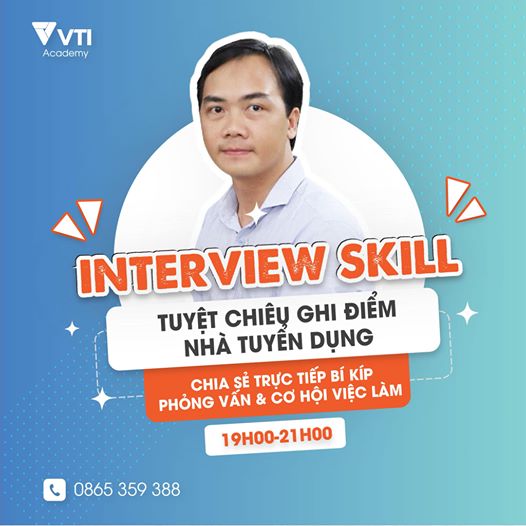 VTI
Academy
INTERVIEW SKILL
TUYỆT CHIÊU GHI ĐIỂM
NHÀ TUYỂN DỤNG
CHIA SẺ TRỰC TIẾP BÍ KÍP
PHỎNG VẤN & CƠ HỘI VIỆC LÀM
19H00-21H00
0865 359 388